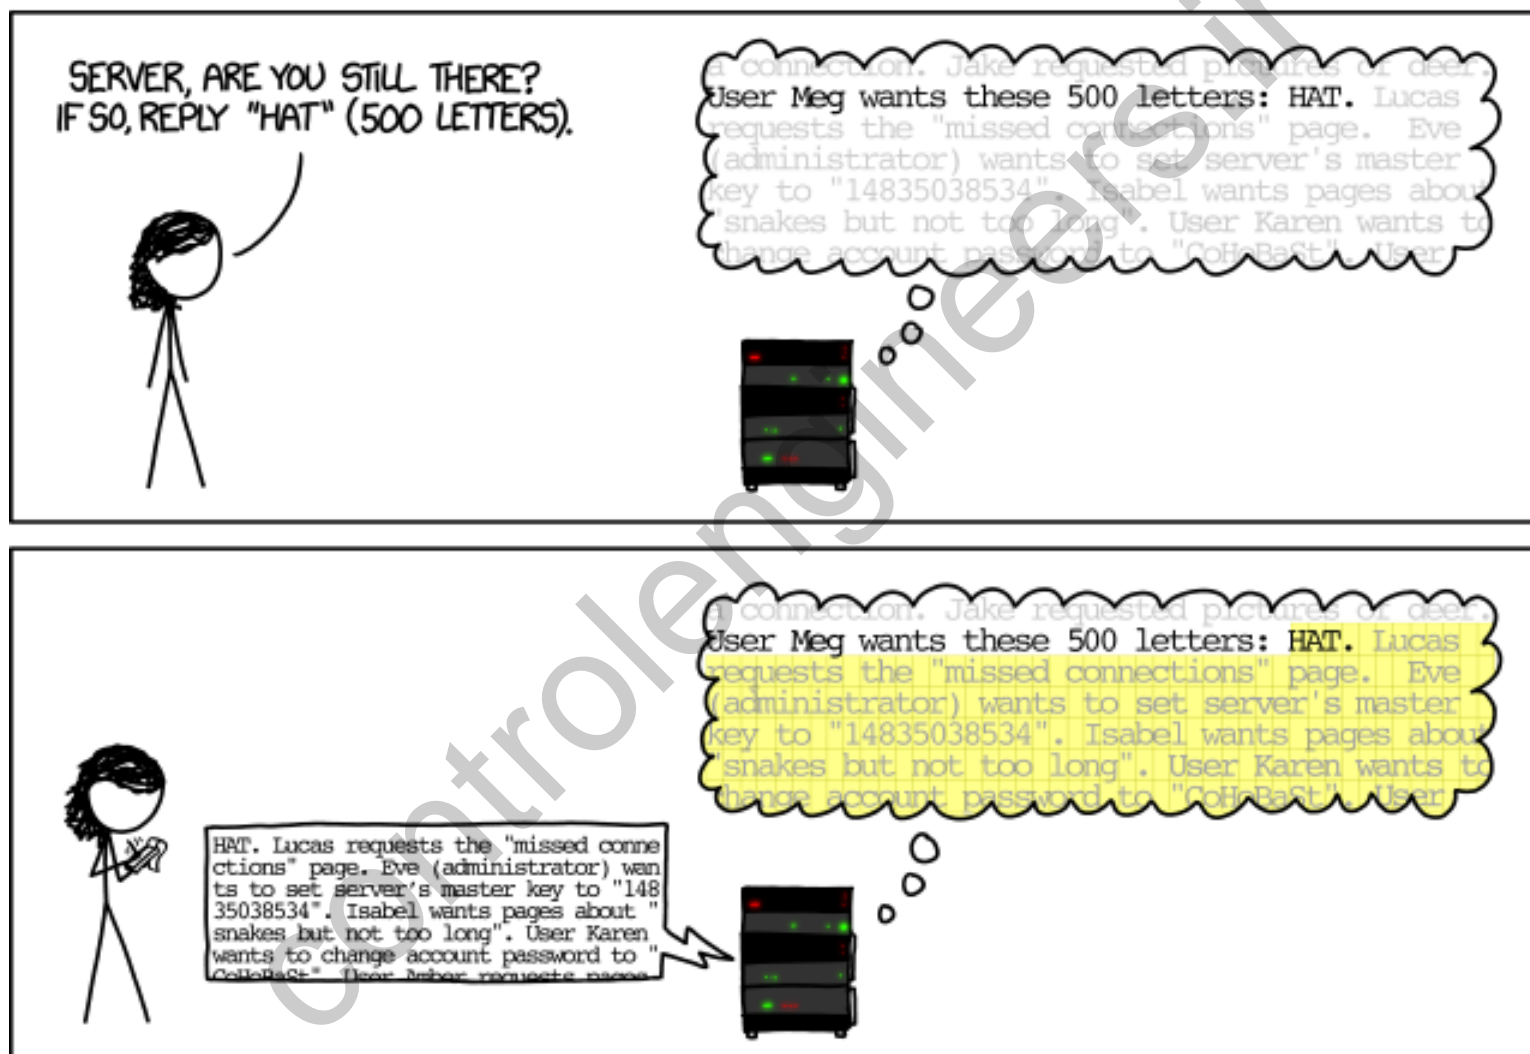 SERVER, ARE YOU STILL THERE?
IF SO, REPLY "HAT" (500 LETTERS).
a connection. Jake requested pictures of deer.
User Meg wants these 500 letters: HAT. Lucas
requests the "missed connections" page. Eve
(administrator) wants to set server's master
key to "14835038534". Isabel wants pages about
"snakes but not too long". User Karen wants to
change account password to "CoHoBaSt". User
a connection. Jake requested pictures of deer.
User Meg wants these 500 letters: HAT. Lucas
requests the "missed connections" page. Eve
(administrator) wants to set server's master
key to "14835038534". Isabel wants pages about
"snakes but not too long". User Karen wants to
change account password to "CoHoBaSt". User
HAT. Lucas requests the "missed conne
ctions" page. Eve (administrator) wan
ts to set server's master key to "148
35038534". Isabel wants pages about "
snakes but not too long". User Karen
wants to change account password to "
CoHoBaSt". User Amber requests pages
controlengineers.i